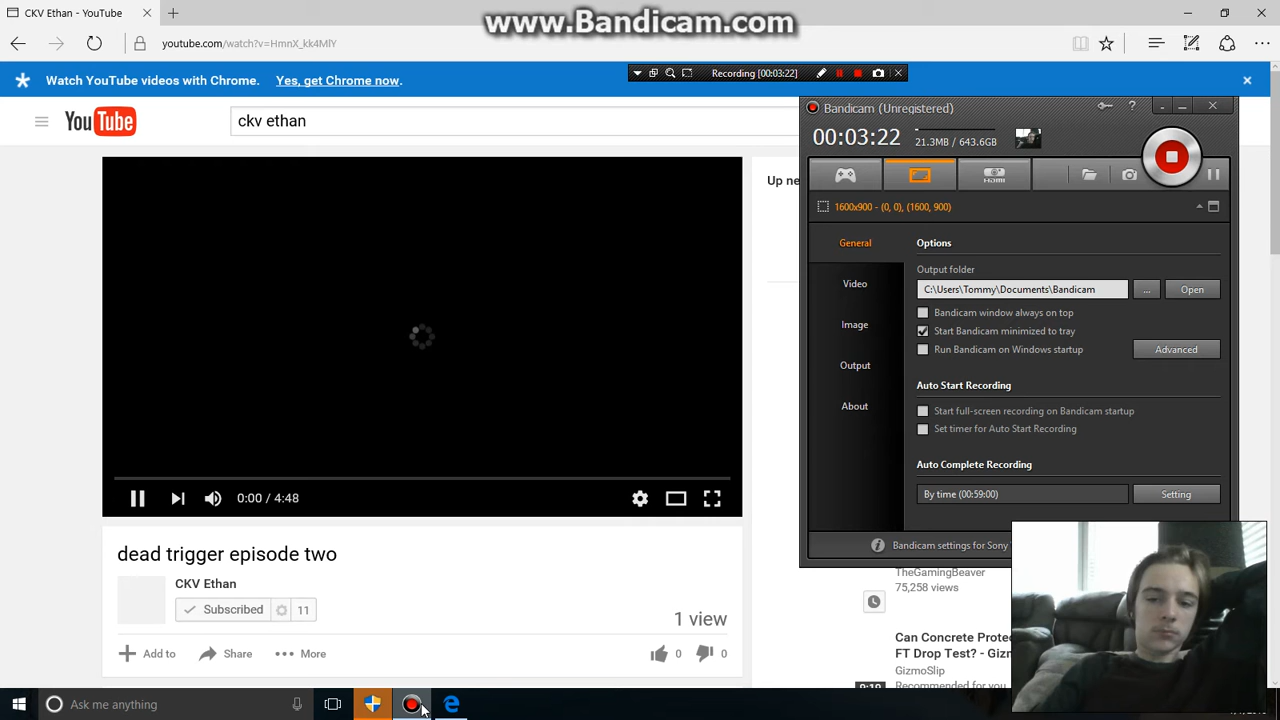 CKV Ethan - YouTube
www.Bandicam.com
youtube.com/watch?v=HmnX_kk4MlY
Watch YouTube videos with Chrome. Yes, get Chrome now.
Recording [00:03:22]
YouTube
ckv ethan
Bandicam (Unregistered)
00:03:22
21.3MB / 643.6GB
HDMI
1600x900 - (0, 0), (1600, 900)
Up ne
General
Video
Image
Output
About
Options
Output folder
C:\Users\Tommy\Documents\Bandicam
... Open
Bandicam window always on top
Start Bandicam minimized to tray
Run Bandicam on Windows startup
Advanced
Auto Start Recording
Start full-screen recording on Bandicam startup
Set timer for Auto Start Recording
Auto Complete Recording
By time (00:59:00)
Setting
Bandicam settings for Sony
0:00 / 4:48
dead trigger episode two
CKV Ethan
Subscribed 11
1 view
Add to Share More 0 0
TheGamingBeaver
75,258 views
Can Concrete Prote
FT Drop Test? - Gizm
GizmoSlip
Recommended for you
Ask me anything